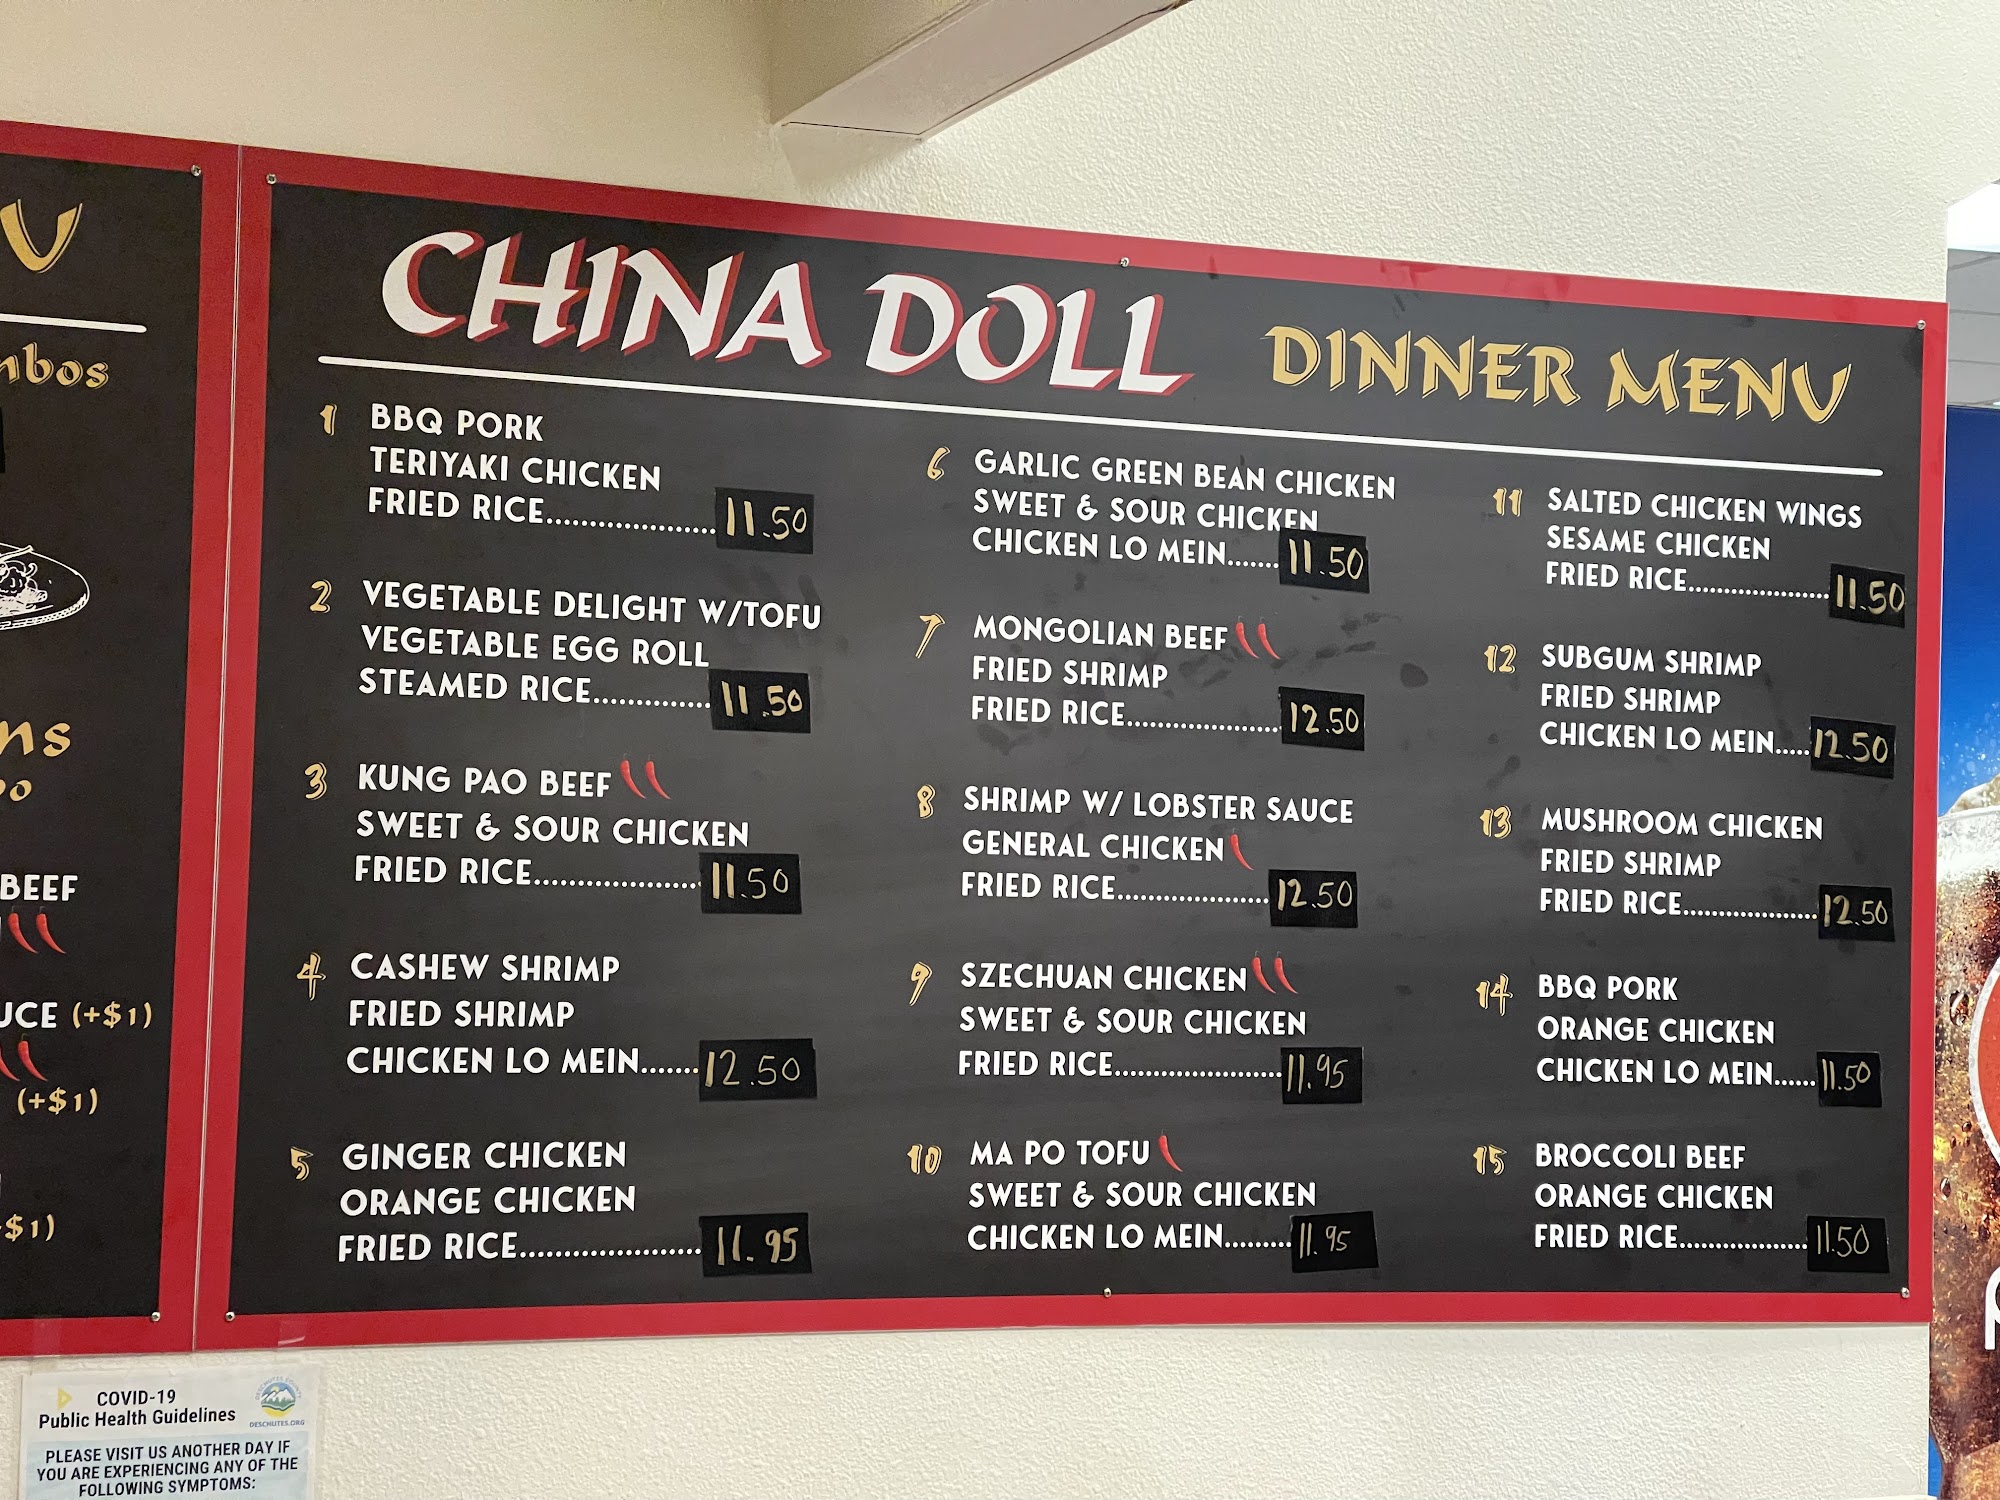 mbos
ns
BEEF
UCE (+$1)
(+$1)
$1)
CHINA DOLL DINNER MENU
1 BBQ PORK
TERIYAKI CHICKEN
FRIED RICE....................11.50
2 VEGETABLE DELIGHT W/TOFU
VEGETABLE EGG ROLL
STEAMED RICE..............11.50
3 KUNG PAO BEEF
SWEET & SOUR CHICKEN
FRIED RICE....................11.50
4 CASHEW SHRIMP
FRIED SHRIMP
CHICKEN LO MEIN.......12.50
5 GINGER CHICKEN
ORANGE CHICKEN
FRIED RICE.....................11.95
6 GARLIC GREEN BEAN CHICKEN
SWEET & SOUR CHICKEN
CHICKEN LO MEIN.......11.50
7 MONGOLIAN BEEF
FRIED SHRIMP
FRIED RICE.....................12.50
8 SHRIMP W/ LOBSTER SAUCE
GENERAL CHICKEN
FRIED RICE.....................12.50
9 SZECHUAN CHICKEN
SWEET & SOUR CHICKEN
FRIED RICE.......................11.95
10 MA PO TOFU
SWEET & SOUR CHICKEN
CHICKEN LO MEIN.........11.95
11 SALTED CHICKEN WINGS
SESAME CHICKEN
FRIED RICE.....................11.50
12 SUBGUM SHRIMP
FRIED SHRIMP
CHICKEN LO MEIN.....12.50
13 MUSHROOM CHICKEN
FRIED SHRIMP
FRIED RICE....................12.50
14 BBQ PORK
ORANGE CHICKEN
CHICKEN LO MEIN......11.50
15 BROCCOLI BEEF
ORANGE CHICKEN
FRIED RICE...................11.50
COVID-19
Public Health Guidelines
DESCHUTES COUNTY
DESCHUTES.ORG
PLEASE VISIT US ANOTHER DAY IF
YOU ARE EXPERIENCING ANY OF THE
FOLLOWING SYMPTOMS: